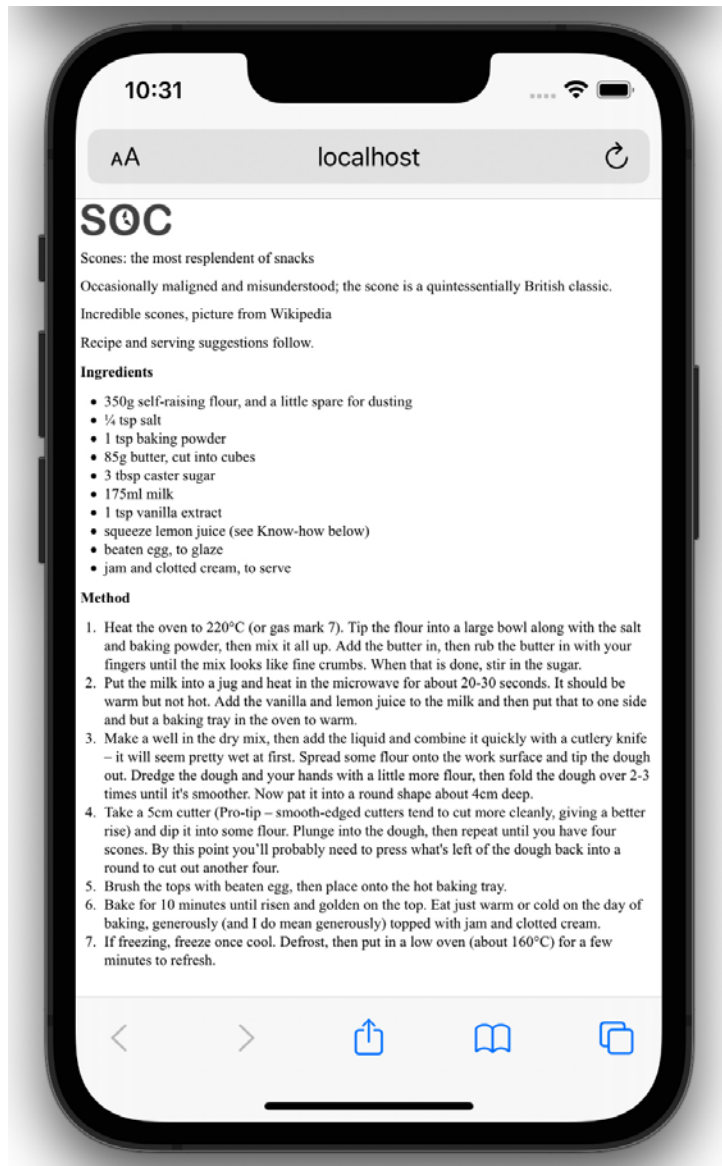 10:31
AA
localhost
SOC
Scones: the most resplendent of snacks
Occasionally maligned and misunderstood; the scone is a quintessentially British classic.
Incredible scones, picture from Wikipedia
Recipe and serving suggestions follow.
Ingredients
• 350g self-raising flour, and a little spare for dusting
• ¼ tsp salt
• 1 tsp baking powder
• 85g butter, cut into cubes
• 3 tbsp caster sugar
• 175ml milk
• 1 tsp vanilla extract
• squeeze lemon juice (see Know-how below)
• beaten egg, to glaze
• jam and clotted cream, to serve
Method
1. Heat the oven to 220°C (or gas mark 7). Tip the flour into a large bowl along with the salt
and baking powder, then mix it all up. Add the butter in, then rub the butter in with your
fingers until the mix looks like fine crumbs. When that is done, stir in the sugar.
2. Put the milk into a jug and heat in the microwave for about 20-30 seconds. It should be
warm but not hot. Add the vanilla and lemon juice to the milk and then put that to one side
and but a baking tray in the oven to warm.
3. Make a well in the dry mix, then add the liquid and combine it quickly with a cutlery knife
– it will seem pretty wet at first. Spread some flour onto the work surface and tip the dough
out. Dredge the dough and your hands with a little more flour, then fold the dough over 2-3
times until it's smoother. Now pat it into a round shape about 4cm deep.
4. Take a 5cm cutter (Pro-tip – smooth-edged cutters tend to cut more cleanly, giving a better
rise) and dip it into some flour. Plunge into the dough, then repeat until you have four
scones. By this point you’ll probably need to press what's left of the dough back into a
round to cut out another four.
5. Brush the tops with beaten egg, then place onto the hot baking tray.
6. Bake for 10 minutes until risen and golden on the top. Eat just warm or cold on the day of
baking, generously (and I do mean generously) topped with jam and clotted cream.
7. If freezing, freeze once cool. Defrost, then put in a low oven (about 160°C) for a few
minutes to refresh.